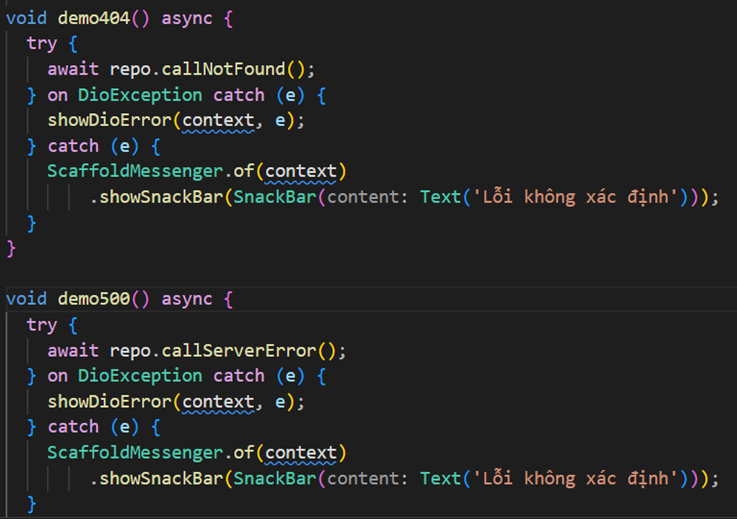 void demo404() async {
try {
await repo.callNotFound();
} on DioException catch (e) {
showDioError(context, e);
} catch (e) {
ScaffoldMessenger.of(context)
.showSnackBar(SnackBar(content: Text('Lỗi không xác định')));
}
}
void demo500() async {
try {
await repo.callServerError();
} on DioException catch (e) {
showDioError(context, e);
} catch (e) {
ScaffoldMessenger.of(context)
.showSnackBar(SnackBar(content: Text('Lỗi không xác định')));
}